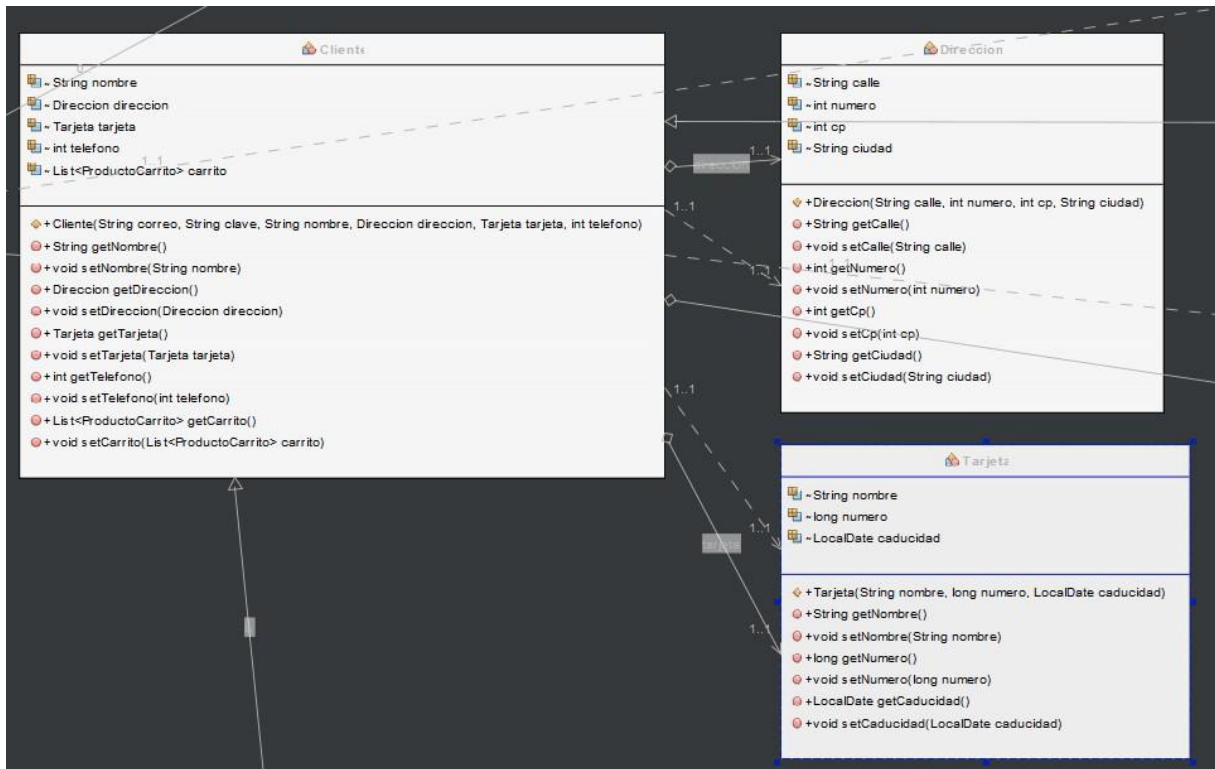 Cliente
~ String nombre
~ Direccion direccion
~ Tarjeta tarjeta
~ int telefono
1..1
~ List<ProductoCarrito> carrito
+ Cliente(String correo, String clave, String nombre, Direccion direccion, Tarjeta tarjeta, int telefono)
+ String getNombre()
+ void setNombre(String nombre)
+ Direccion getDireccion()
+ void setDireccion(Direccion direccion)
+ Tarjeta getTarjeta()
+ void setTarjeta(Tarjeta tarjeta)
+ int getTelefono()
+ void setTelefono(int telefono)
+ List<ProductoCarrito> getCarrito()
+ void setCarrito(List<ProductoCarrito> carrito)
1..1
direccion
1..1
1..1
1..1
1..1
tarjeta
1..1
Direccion
~ String calle
~ int numero
~ int cp
~ String ciudad
+ Direccion(String calle, int numero, int cp, String ciudad)
+ String getCalle()
+ void setCalle(String calle)
+ int getNumero()
1..1
+ void setNumero(int numero)
+ int getCp()
+ void setCp(int cp)
+ String getCiudad()
+ void setCiudad(String ciudad)
Tarjeta
~ String nombre
~ long numero
~ LocalDate caducidad
+ Tarjeta(String nombre, long numero, LocalDate caducidad)
+ String getNombre()
+ void setNombre(String nombre)
+ long getNumero()
+ void setNumero(long numero)
+ LocalDate getCaducidad()
+ void setCaducidad(LocalDate caducidad)